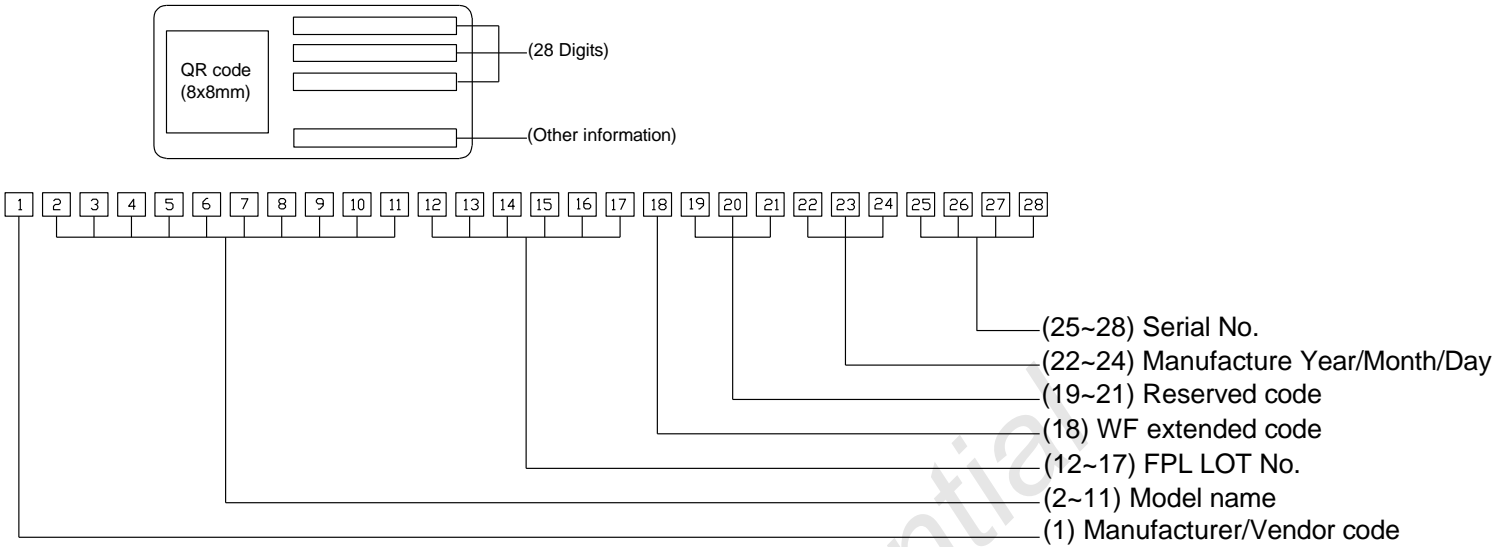 QR code
(8x8mm)
(28 Digits)
(Other information)
1 2 3 4 5 6 7 8 9 10 11 12 13 14 15 16 17 18 19 20 21 22 23 24 25 26 27 28
(25~28) Serial No.
(22~24) Manufacture Year/Month/Day
(19~21) Reserved code
(18) WF extended code
(12~17) FPL LOT No.
(2~11) Model name
(1) Manufacturer/Vendor code
ntial